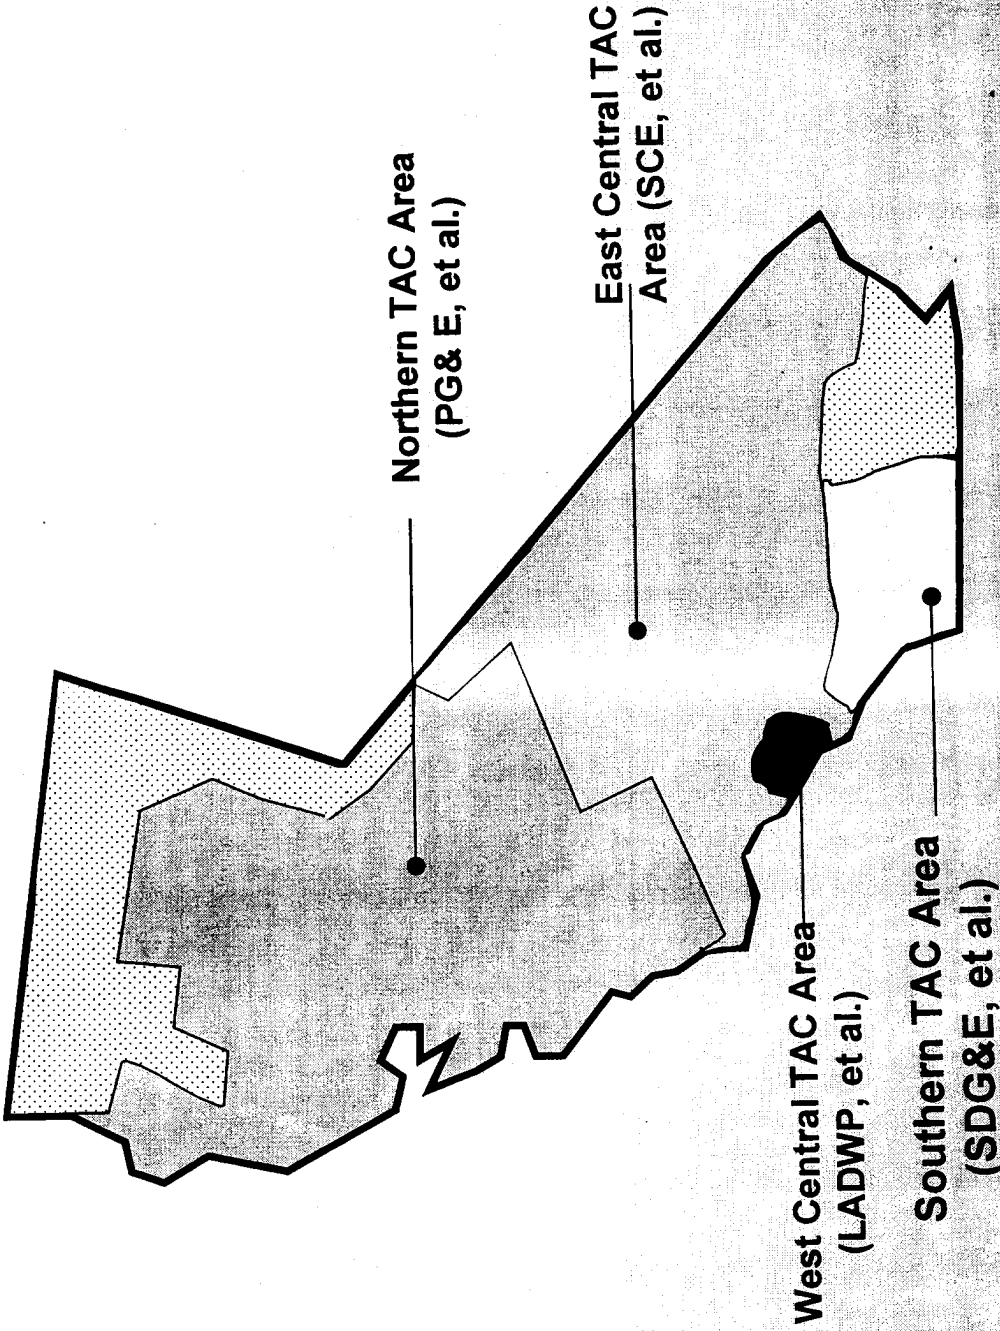 Northern TAC Area
(PG& E, et al.)
East Central TAC
Area (SCE, et al.)
West Central TAC Area
(LADWP, et al.)
Southern TAC Area
(SDG&E, et al.)